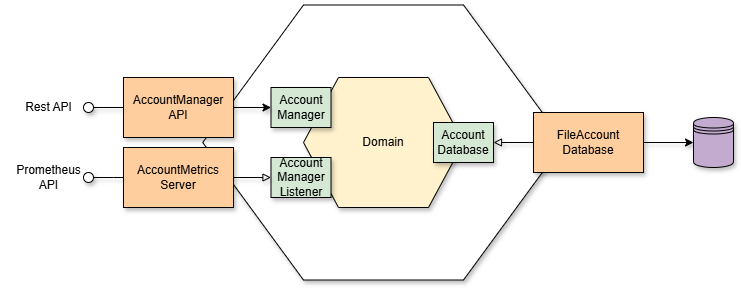 Rest API
AccountManager
API
Account
Manager
Domain
Account
Database
FileAccount
Database
Prometheus
API
AccountMetrics
Server
Account
Manager
Listener